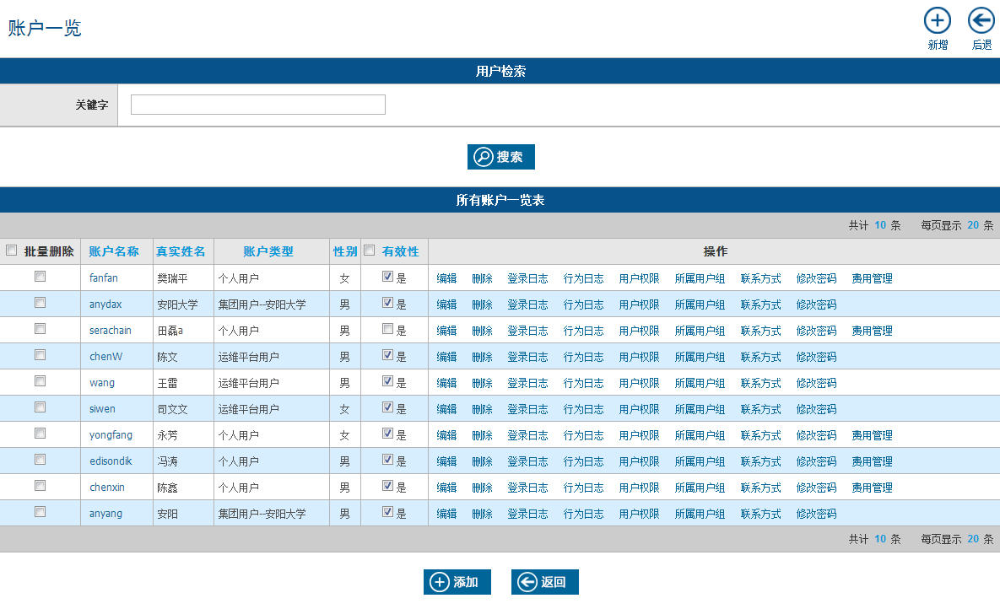 账户一览
新增 后退
用户检索
关键字
搜索
所有账户一览表
共计 10 条 每页显示 20 条
批量删除 账户名称 真实姓名 账户类型 性别 有效性 操作
fanfan 樊瑞平 个人用户 女 是 编辑 删除 登录日志 行为日志 用户权限 所属用户组 联系方式 修改密码 费用管理
anydax 安阳大学 集团用户--安阳大学 男 是 编辑 删除 登录日志 行为日志 用户权限 所属用户组 联系方式 修改密码
serachain 田磊a 个人用户 男 是 编辑 删除 登录日志 行为日志 用户权限 所属用户组 联系方式 修改密码 费用管理
chenW 陈文 运维平台用户 男 是 编辑 删除 登录日志 行为日志 用户权限 所属用户组 联系方式 修改密码
wang 王雷 运维平台用户 男 是 编辑 删除 登录日志 行为日志 用户权限 所属用户组 联系方式 修改密码
siwen 司文文 运维平台用户 女 是 编辑 删除 登录日志 行为日志 用户权限 所属用户组 联系方式 修改密码
yongfang 永芳 个人用户 女 是 编辑 删除 登录日志 行为日志 用户权限 所属用户组 联系方式 修改密码 费用管理
edisondik 冯涛 个人用户 男 是 编辑 删除 登录日志 行为日志 用户权限 所属用户组 联系方式 修改密码 费用管理
chenxin 陈鑫 个人用户 男 是 编辑 删除 登录日志 行为日志 用户权限 所属用户组 联系方式 修改密码 费用管理
anyang 安阳 集团用户--安阳大学 男 是 编辑 删除 登录日志 行为日志 用户权限 所属用户组 联系方式 修改密码
共计 10 条 每页显示 20 条
添加 返回